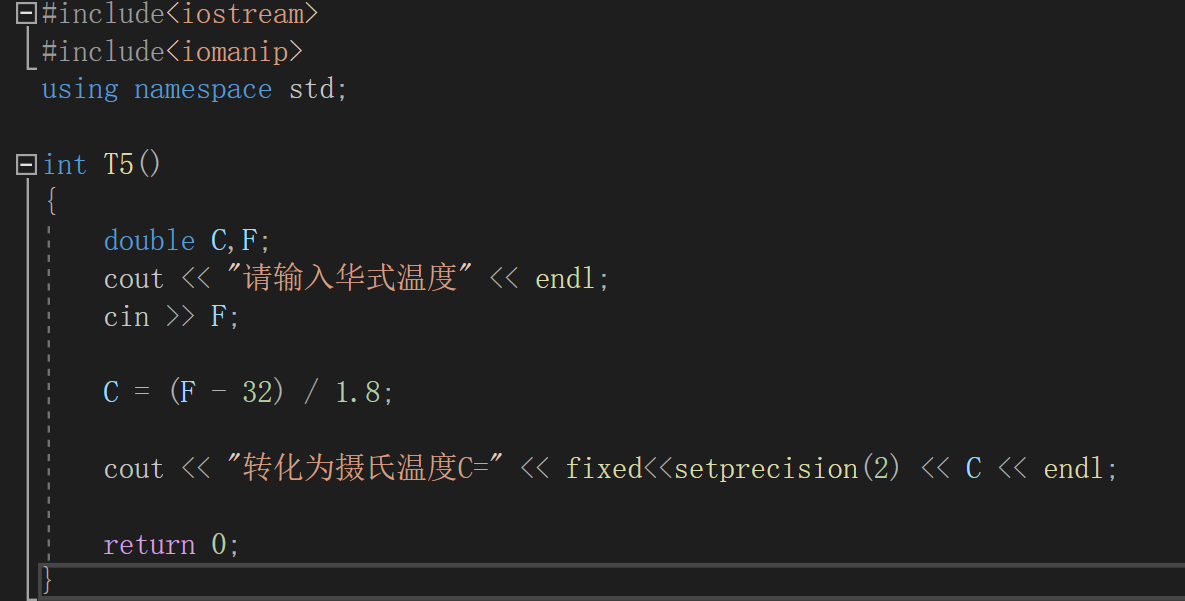 #include<iostream>
#include<iomanip>
using namespace std;
int T5()
{
double C,F;
cout << "请输入华式温度" << endl;
cin >> F;
C = (F - 32) / 1.8;
cout << "转化为摄氏温度C=" << fixed<<setprecision(2) << C << endl;
return 0;
}